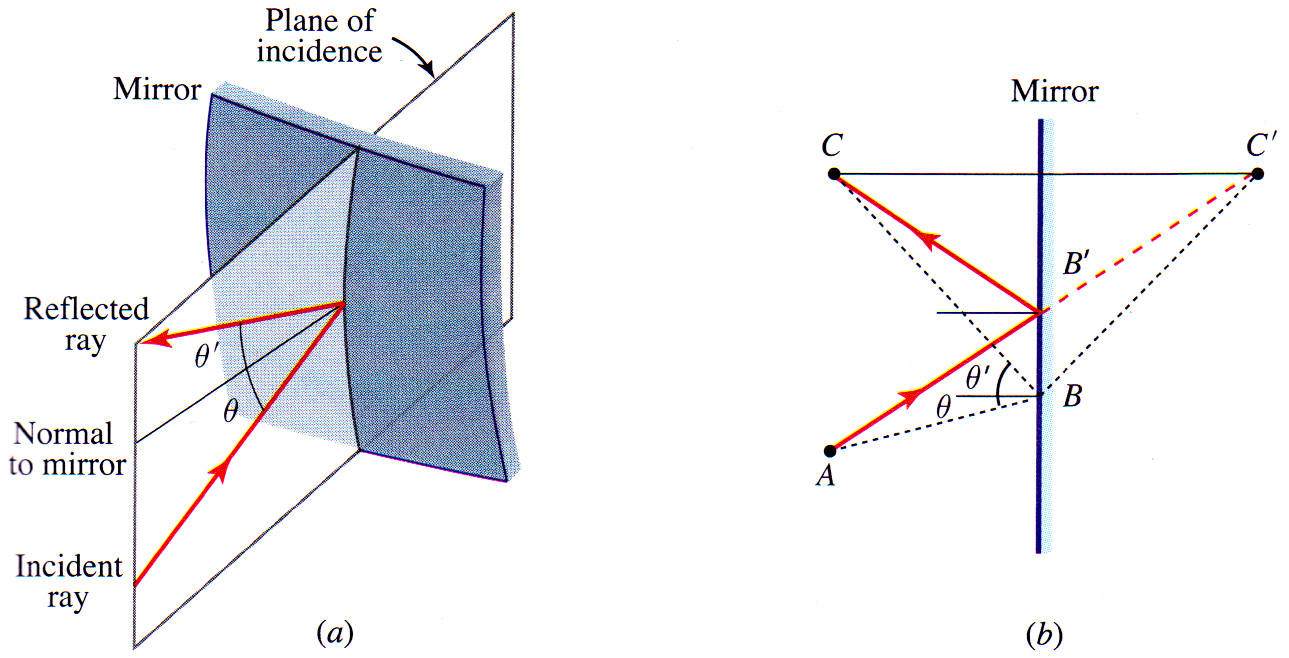 Plane of
incidence
Mirror
Reflected
ray
θ′
θ
Normal
to mirror
Incident
ray
(a)
Mirror
C
C′
B′
θ′
θ
B
A
(b)